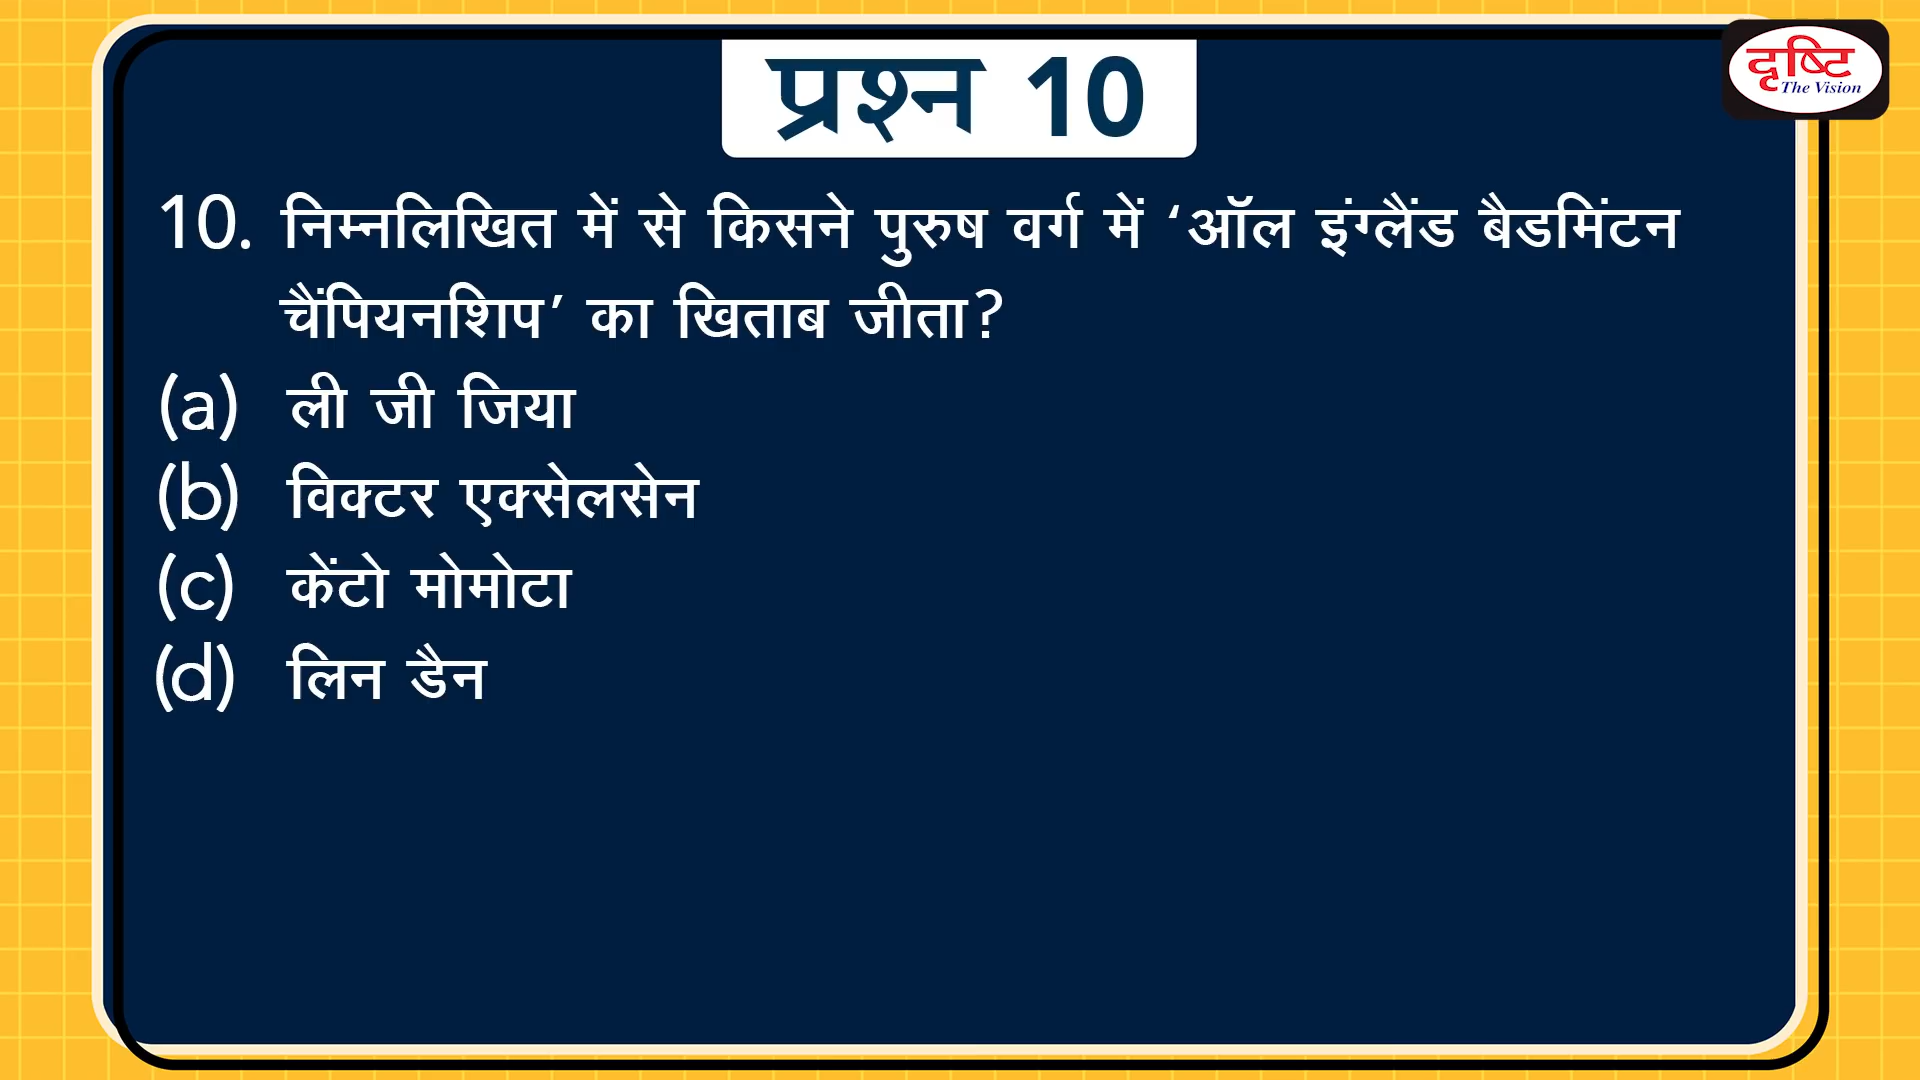 प्रश्न 10
दृष्टि
The Vision
10. निम्नलिखित में से किसने पुरुष वर्ग में ‘ऑल इंग्लैंड बैडमिंटन
चैंपियनशिप’ का खिताब जीता?
(a) ली जी जिया
(b) विक्टर एक्सेलसेन
(c) केंटो मोमोटा
(d) लिन डैन